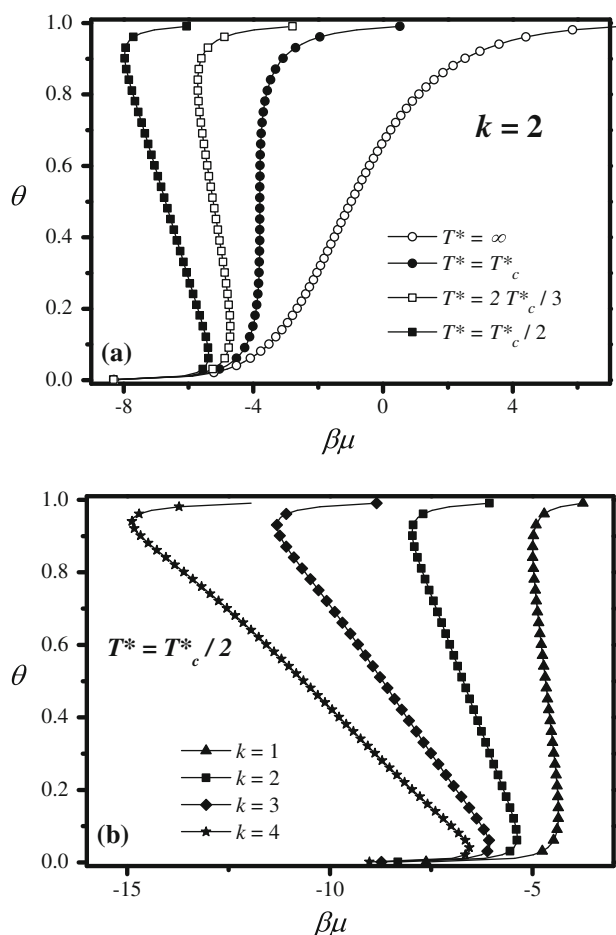 1.0
0.8
0.6
0.4
0.2
0.0
θ
k = 2
T* = ∞
T* = T*c
T* = 2 T*c / 3
T* = T*c / 2
(a)
-8
-4
0
4
βμ
1.0
0.8
0.6
0.4
0.2
0.0
θ
T* = T*c / 2
k = 1
k = 2
k = 3
k = 4
(b)
-15
-10
-5
βμ